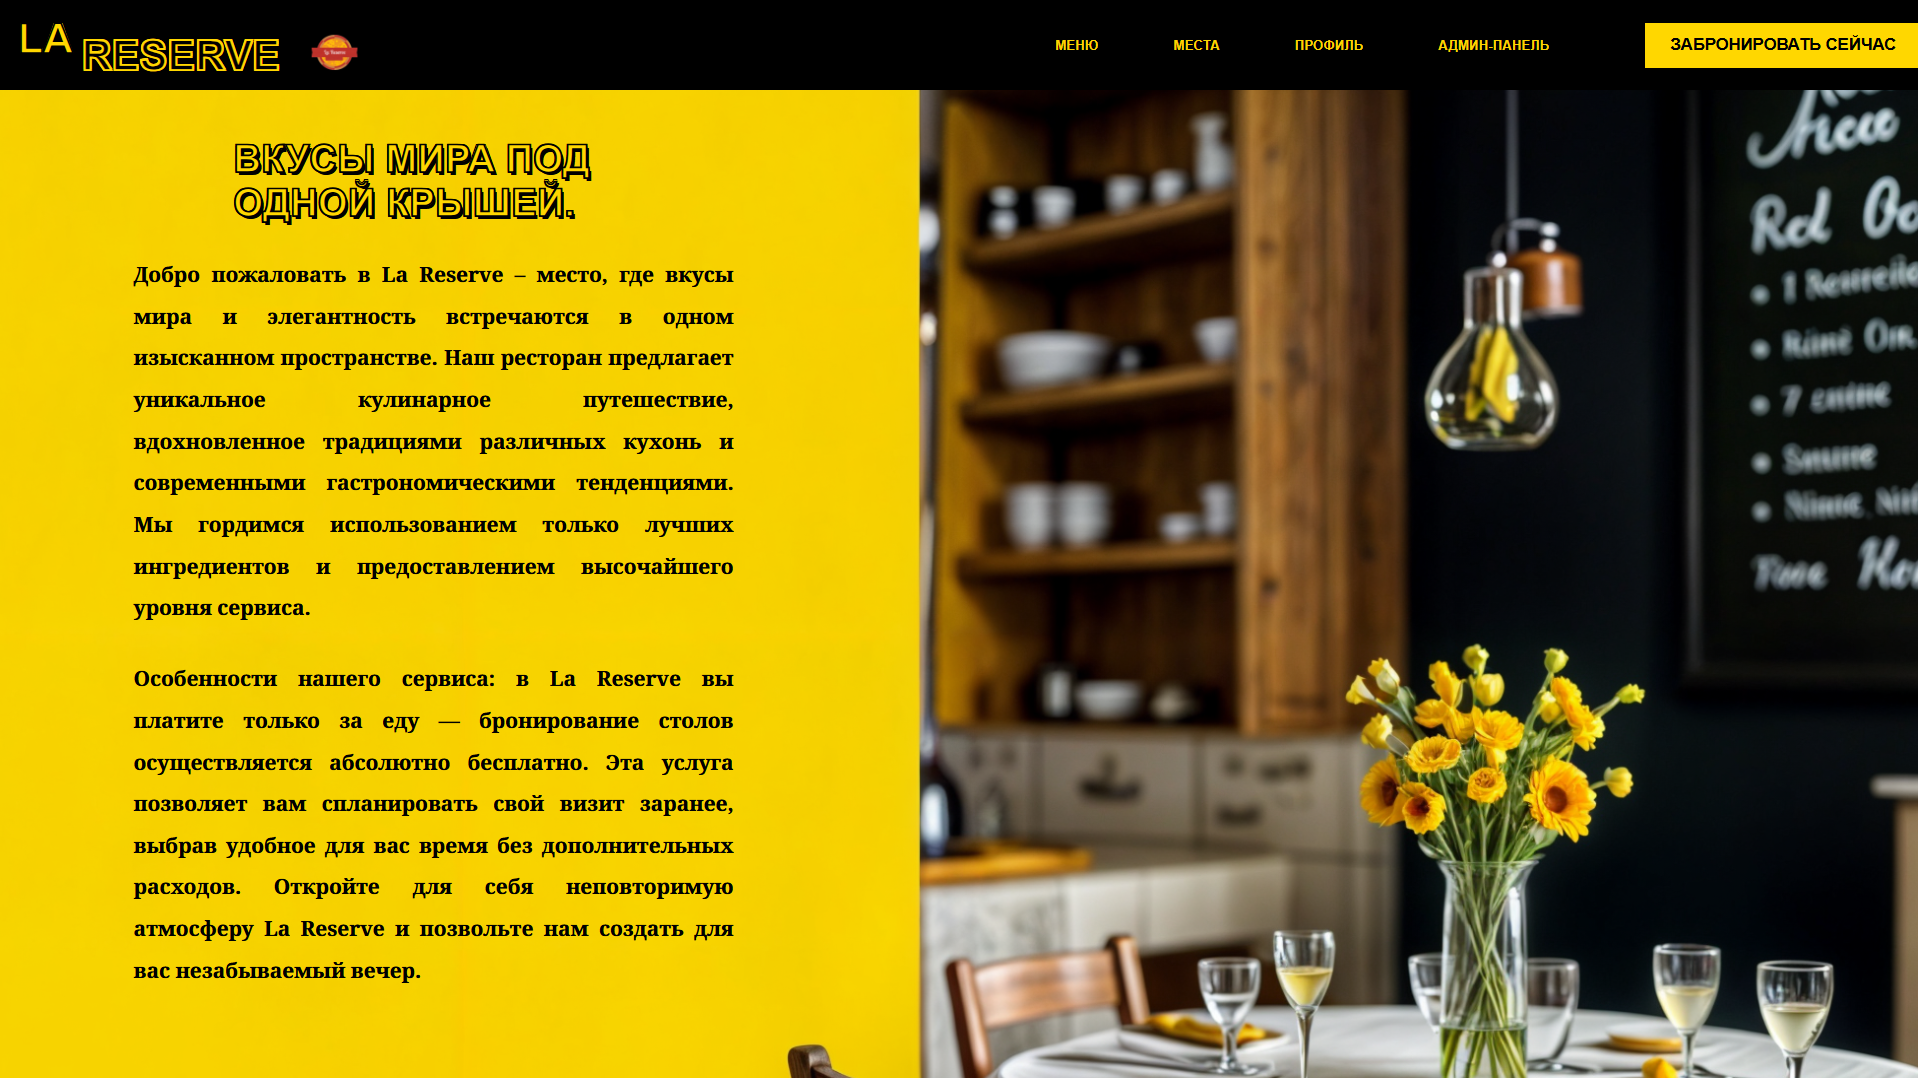 LA RESERVE
МЕНЮ
МЕСТА
ПРОФИЛЬ
АДМИН-ПАНЕЛЬ
ЗАБРОНИРОВАТЬ СЕЙЧАС
ВКУСЫ МИРА ПОД
ОДНОЙ КРЫШЕЙ.
Добро пожаловать в La Reserve – место, где вкусы
мира и элегантность встречаются в одном
изысканном пространстве. Наш ресторан предлагает
уникальное кулинарное путешествие,
вдохновленное традициями различных кухонь и
современными гастрономическими тенденциями.
Мы гордимся использованием только лучших
ингредиентов и предоставлением высочайшего
уровня сервиса.
Особенности нашего сервиса: в La Reserve вы
платите только за еду — бронирование столов
осуществляется абсолютно бесплатно. Эта услуга
позволяет вам спланировать свой визит заранее,
выбрав удобное для вас время без дополнительных
расходов. Откройте для себя неповторимую
атмосферу La Reserve и позвольте нам создать для
вас незабываемый вечер.